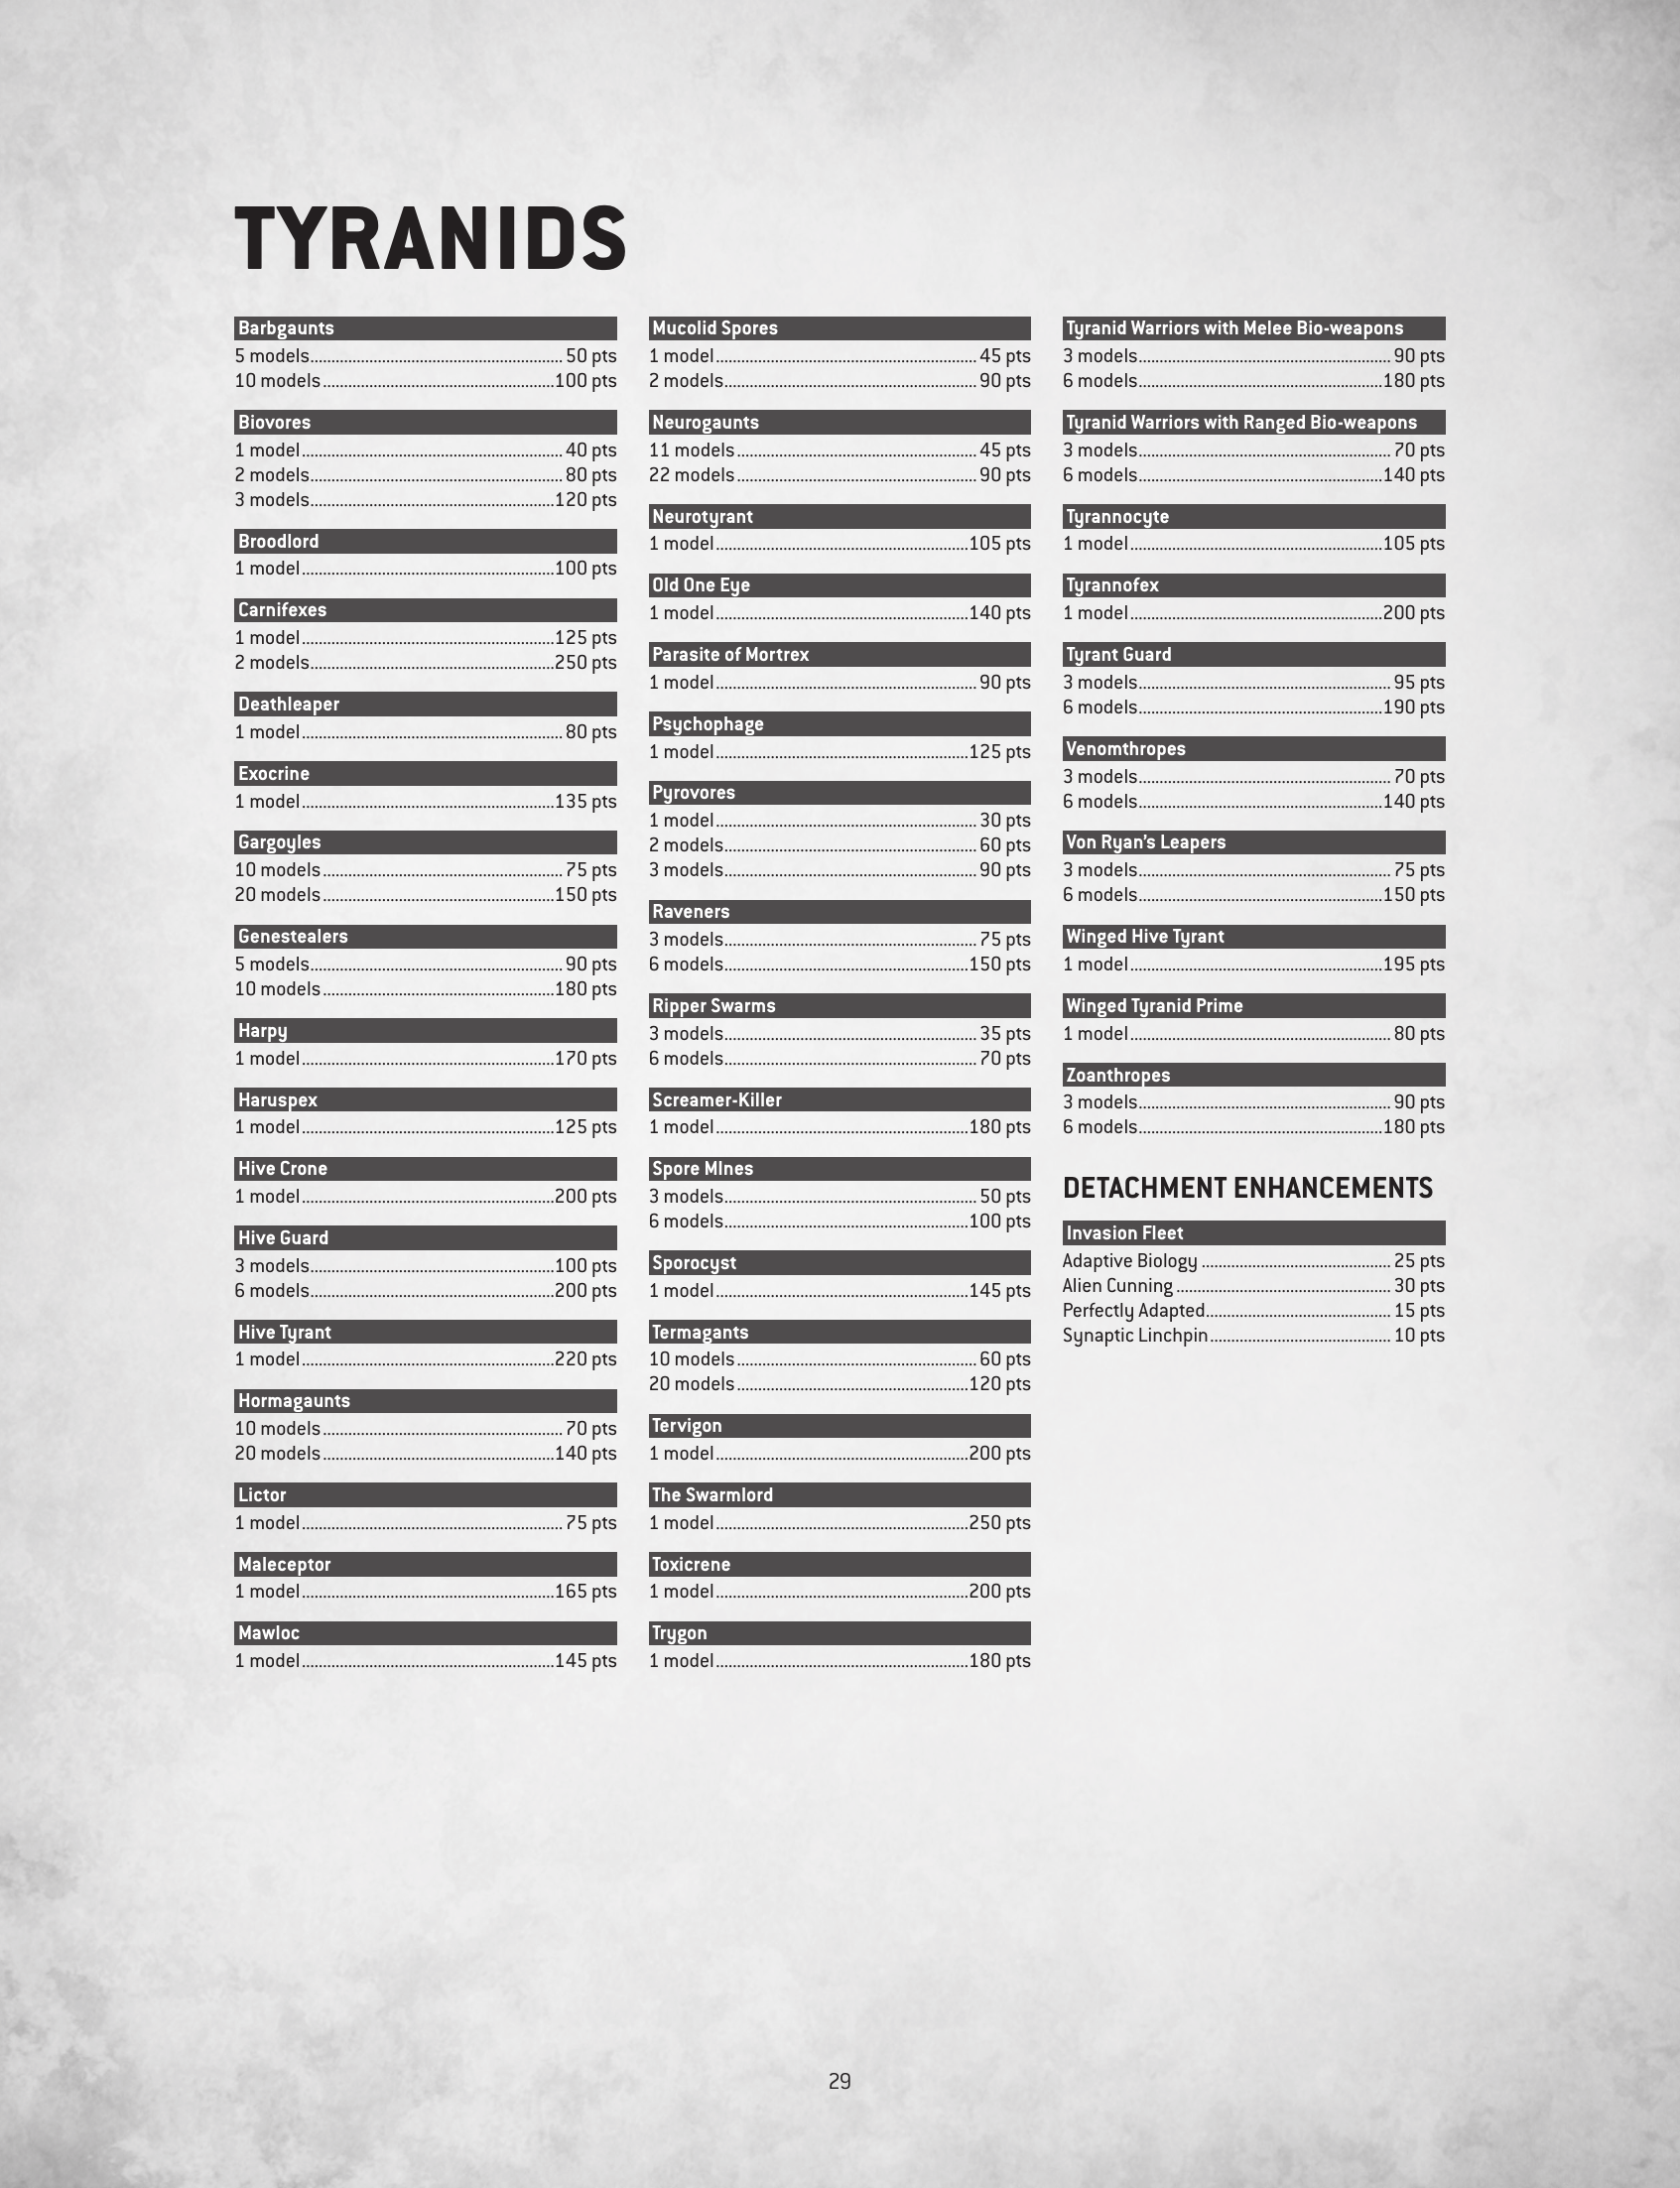 TYRANIDS
Barbgaunts
5 models............................................................ 50 pts
10 models.......................................................100 pts
Biovores
1 model.............................................................. 40 pts
2 models............................................................ 80 pts
3 models..........................................................120 pts
Broodlord
1 model............................................................100 pts
Carnifexes
1 model............................................................125 pts
2 models..........................................................250 pts
Deathleaper
1 model.............................................................. 80 pts
Exocrine
1 model............................................................135 pts
Gargoyles
10 models......................................................... 75 pts
20 models.......................................................150 pts
Genestealers
5 models............................................................ 90 pts
10 models.......................................................180 pts
Harpy
1 model............................................................170 pts
Haruspex
1 model............................................................125 pts
Hive Crone
1 model............................................................200 pts
Hive Guard
3 models..........................................................100 pts
6 models..........................................................200 pts
Hive Tyrant
1 model............................................................220 pts
Hormagaunts
10 models......................................................... 70 pts
20 models.......................................................140 pts
Lictor
1 model.............................................................. 75 pts
Maleceptor
1 model............................................................165 pts
Mawloc
1 model............................................................145 pts
Mucolid Spores
1 model.............................................................. 45 pts
2 models............................................................ 90 pts
Neurogaunts
11 models......................................................... 45 pts
22 models......................................................... 90 pts
Neurotyrant
1 model............................................................105 pts
Old One Eye
1 model............................................................140 pts
Parasite of Mortrex
1 model.............................................................. 90 pts
Psychophage
1 model............................................................125 pts
Pyrovores
1 model.............................................................. 30 pts
2 models............................................................ 60 pts
3 models............................................................ 90 pts
Raveners
3 models............................................................ 75 pts
6 models..........................................................150 pts
Ripper Swarms
3 models............................................................ 35 pts
6 models............................................................ 70 pts
Screamer-Killer
1 model............................................................180 pts
Spore MInes
3 models............................................................ 50 pts
6 models..........................................................100 pts
Sporocyst
1 model............................................................145 pts
Termagants
10 models......................................................... 60 pts
20 models.......................................................120 pts
Tervigon
1 model............................................................200 pts
The Swarmlord
1 model............................................................250 pts
Toxicrene
1 model............................................................200 pts
Trygon
1 model............................................................180 pts
Tyranid Warriors with Melee Bio-weapons
3 models............................................................ 90 pts
6 models..........................................................180 pts
Tyranid Warriors with Ranged Bio-weapons
3 models............................................................ 70 pts
6 models..........................................................140 pts
Tyrannocyte
1 model............................................................105 pts
Tyrannofex
1 model............................................................200 pts
Tyrant Guard
3 models............................................................ 95 pts
6 models..........................................................190 pts
Venomthropes
3 models............................................................ 70 pts
6 models..........................................................140 pts
Von Ryan’s Leapers
3 models............................................................ 75 pts
6 models..........................................................150 pts
Winged Hive Tyrant
1 model............................................................195 pts
Winged Tyranid Prime
1 model.............................................................. 80 pts
Zoanthropes
3 models............................................................ 90 pts
6 models..........................................................180 pts
DETACHMENT ENHANCEMENTS
Invasion Fleet
Adaptive Biology ............................................. 25 pts
Alien Cunning ................................................... 30 pts
Perfectly Adapted............................................ 15 pts
Synaptic Linchpin........................................... 10 pts
29